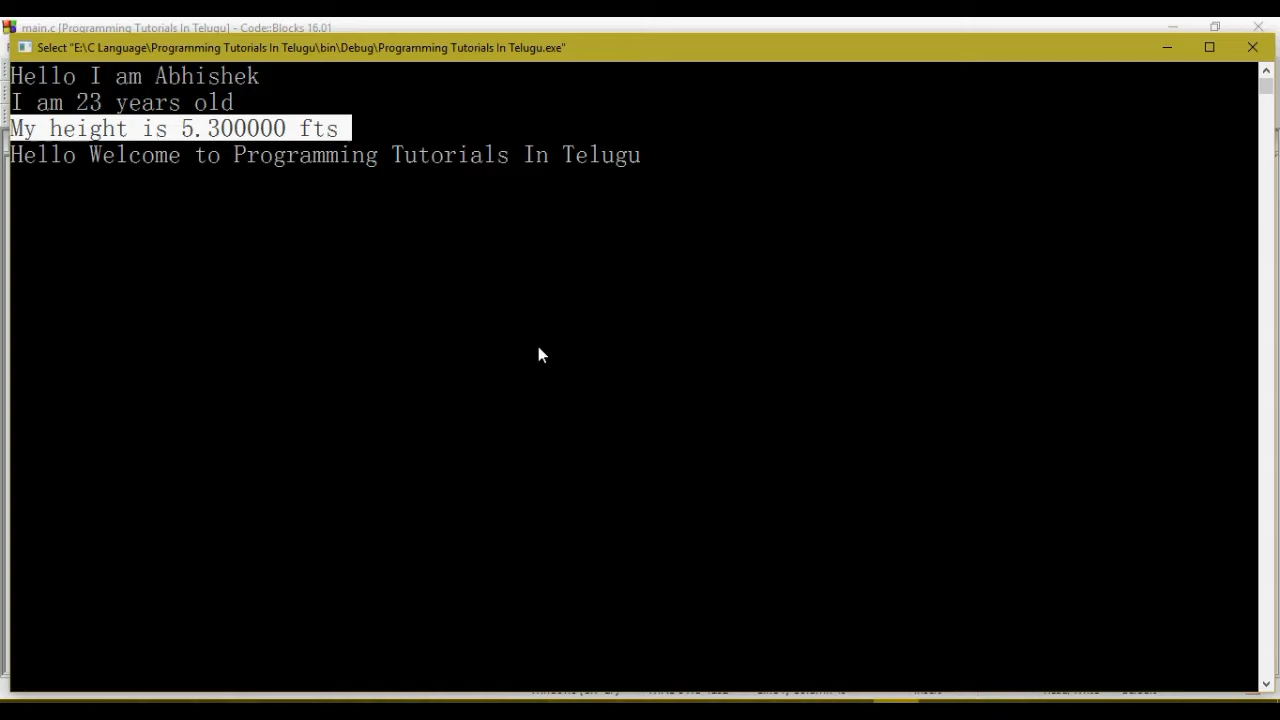 main.c [Programming Tutorials In Telugu] - Code::Blocks 16.01
Select "E:\C Language\Programming Tutorials In Telugu\bin\Debug\Programming Tutorials In Telugu.exe"
Hello I am Abhishek
I am 23 years old
My height is 5.300000 fts
Hello Welcome to Programming Tutorials In Telugu